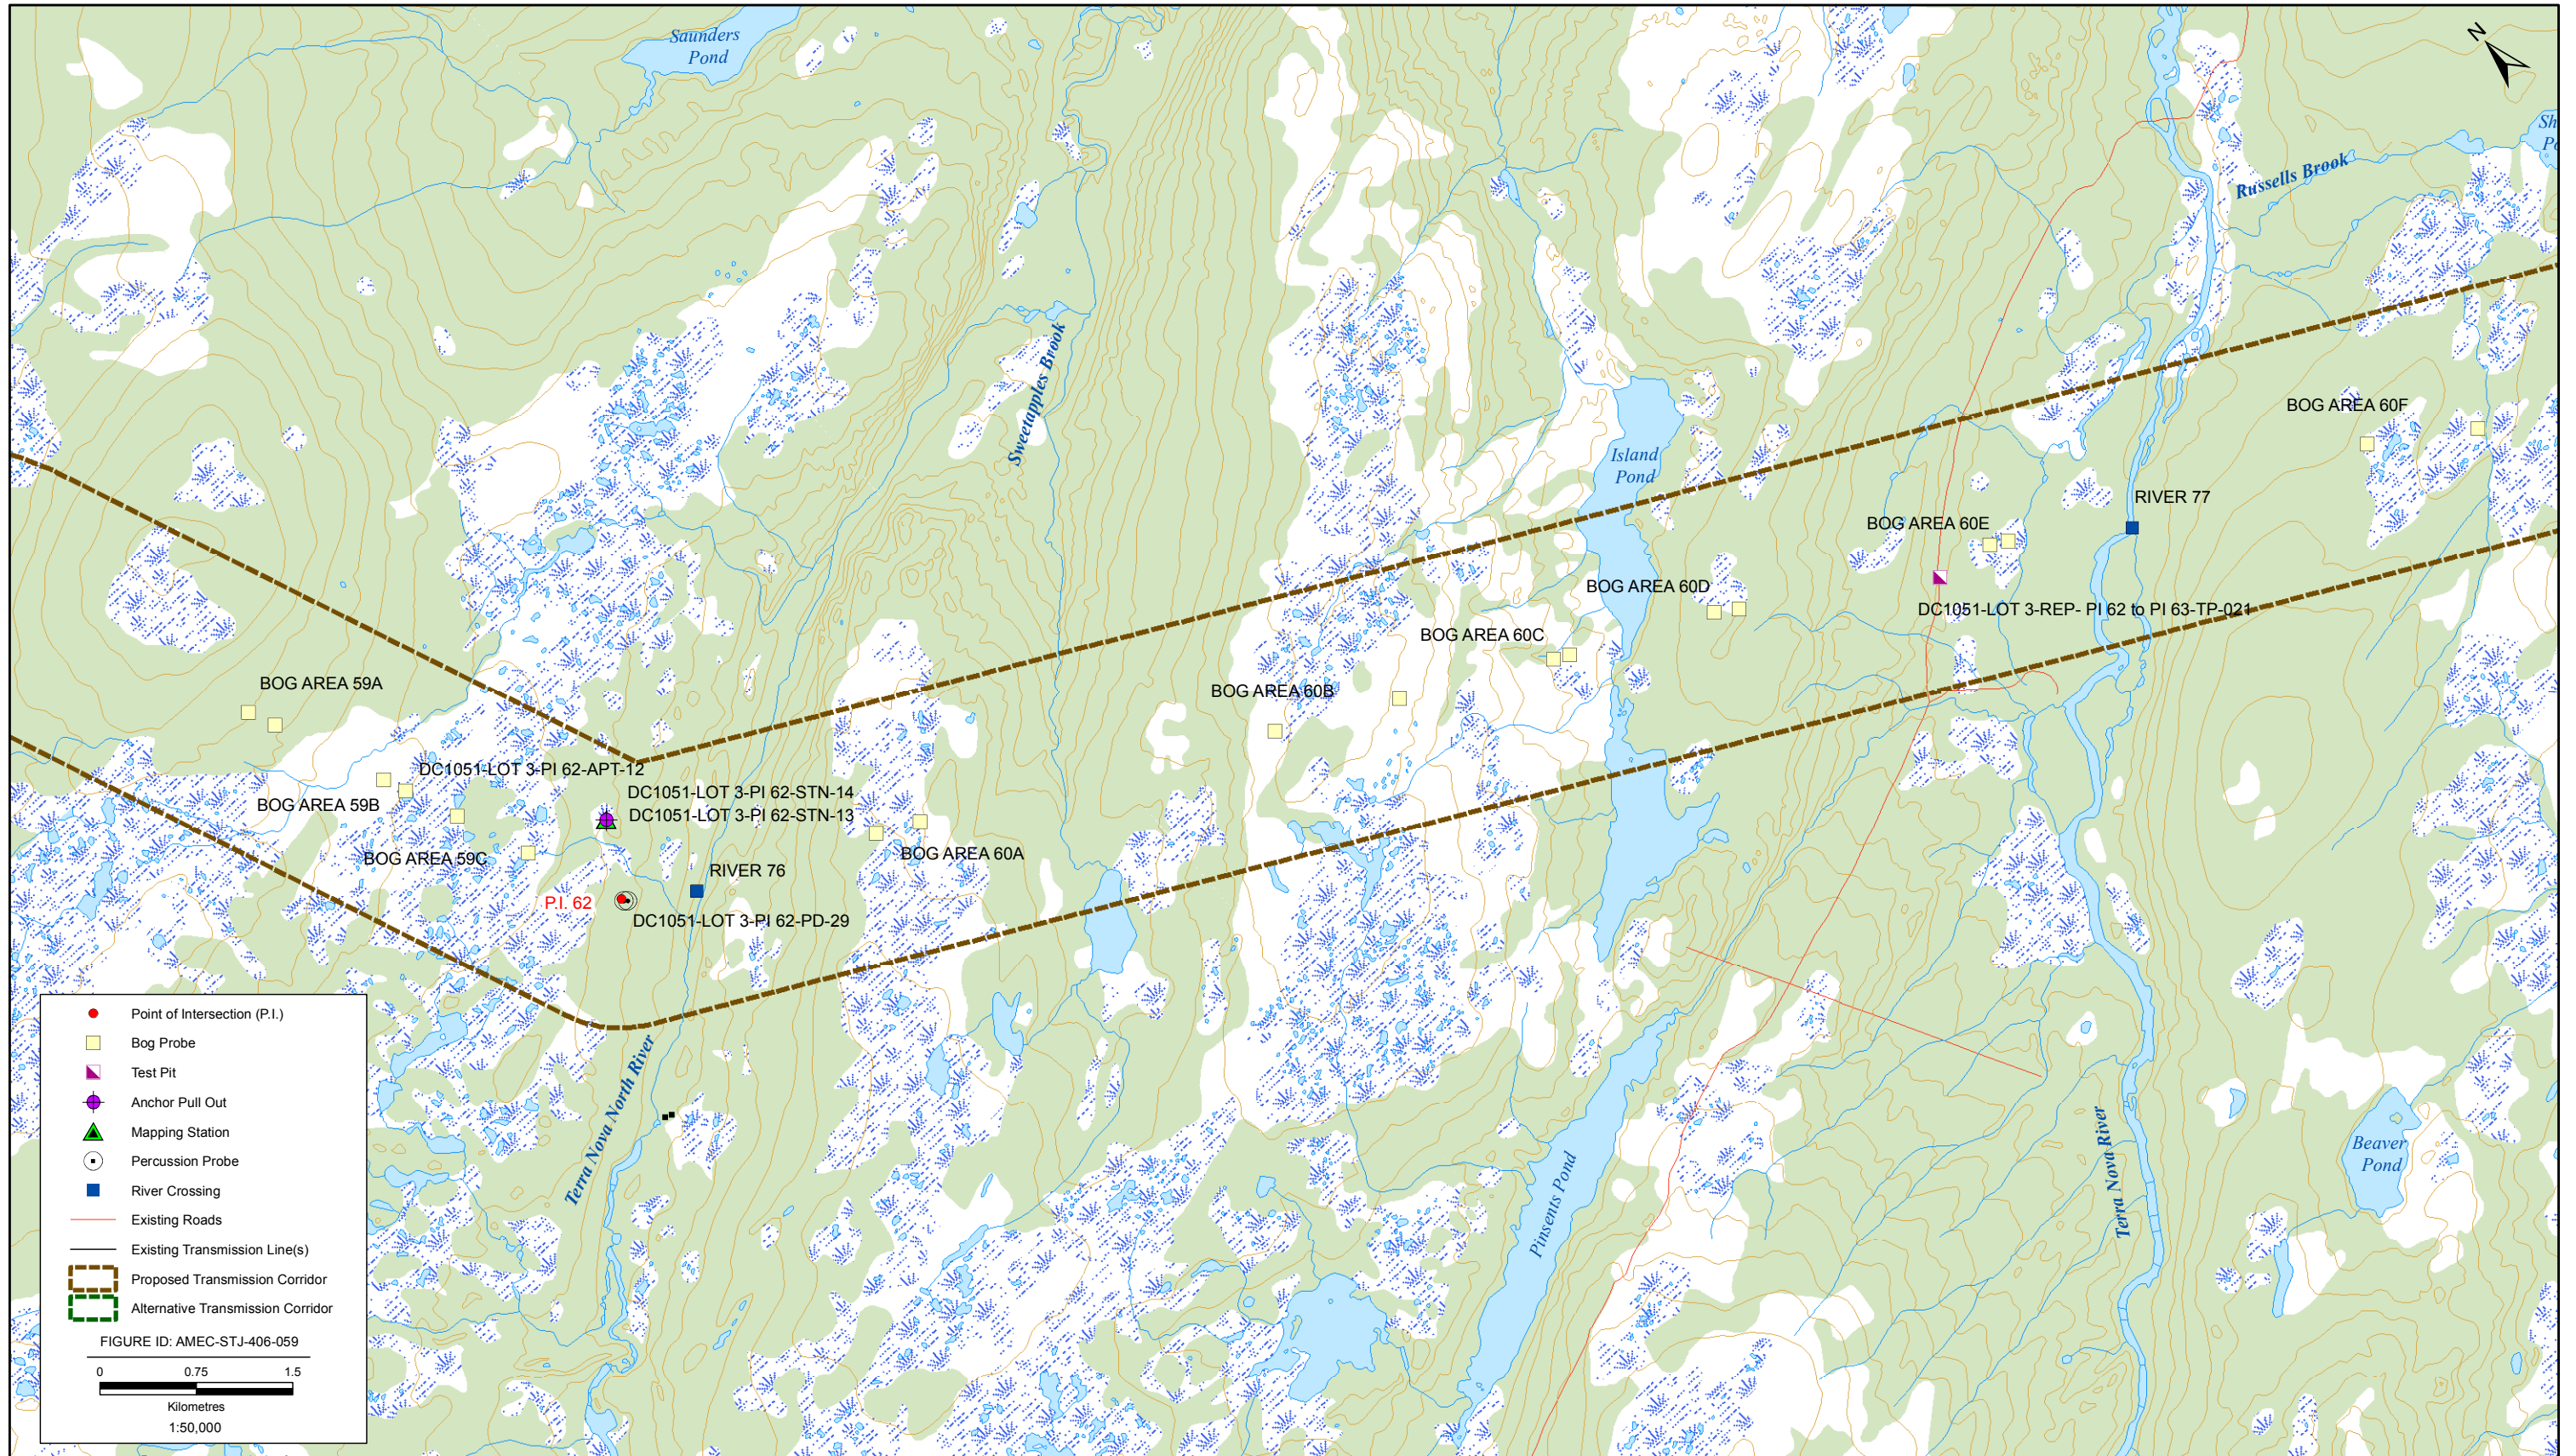 Saunders
Pond
N
Sh
Po
Russells Brook
Sweetapples Brook
BOG AREA 60F
Island
Pond
RIVER 77
BOG AREA 60E
BOG AREA 60D
DC1051-LOT 3-REP- PI 62 to PI 63-TP-021
BOG AREA 60C
BOG AREA 59A
BOG AREA 60B
DC1051-LOT 3-PI 62-APT-12
DC1051-LOT 3-PI 62-STN-14
BOG AREA 59B
DC1051-LOT 3-PI 62-STN-13
BOG AREA 59C
BOG AREA 60A
RIVER 76
P.I. 62
DC1051-LOT 3-PI 62-PD-29
Terra Nova North River
Pinsents Pond
Terra Nova River
Beaver
Pond
Point of Intersection (P.I.)
Bog Probe
Test Pit
Anchor Pull Out
Mapping Station
Percussion Probe
River Crossing
Existing Roads
Existing Transmission Line(s)
Proposed Transmission Corridor
Alternative Transmission Corridor
FIGURE ID: AMEC-STJ-406-059
0 0.75 1.5
Kilometres
1:50,000